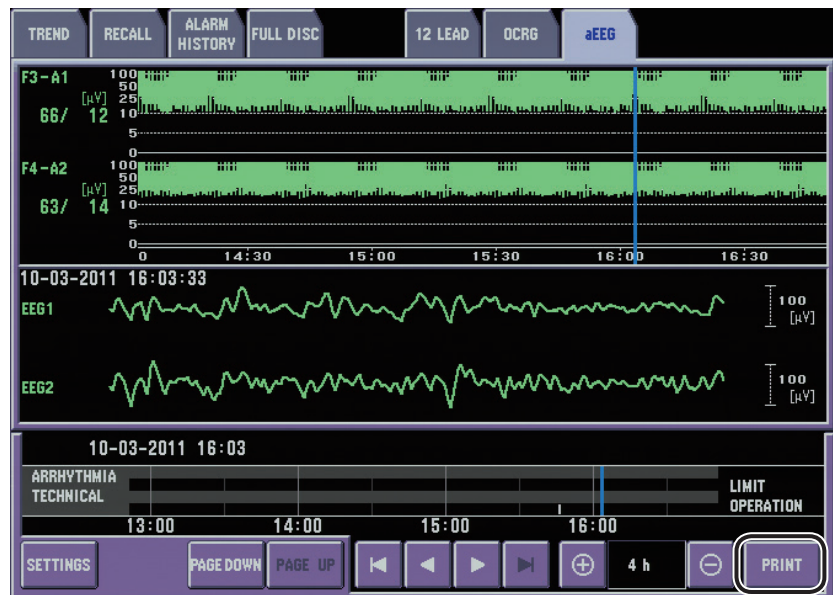 TREND RECALL ALARM HISTORY FULL DISC 12 LEAD OCRG aEEG
F3-A1 100
50
[µV] 25
66/ 12 10
5
0
F4-A2 100
50
[µV] 25
63/ 14 10
5
0
0 14:30 15:00 15:30 16:00 16:30
10-03-2011 16:03:33
EEG1 100
[µV]
EEG2 100
[µV]
10-03-2011 16:03
ARRHYTHMIA
TECHNICAL
LIMIT
OPERATION
13:00 14:00 15:00 16:00
SETTINGS PAGE DOWN PAGE UP 4 h PRINT